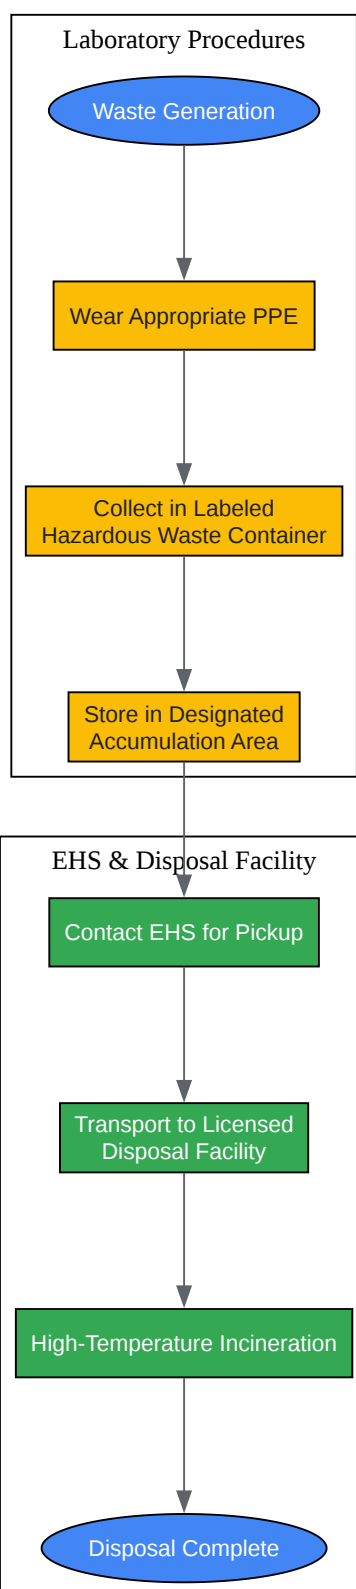 Laboratory Procedures
Waste Generation
Wear Appropriate PPE
Collect in Labeled
Hazardous Waste Container
Store in Designated
Accumulation Area
EHS & Disposal Facility
Contact EHS for Pickup
Transport to Licensed
Disposal Facility
High-Temperature Incineration
Disposal Complete